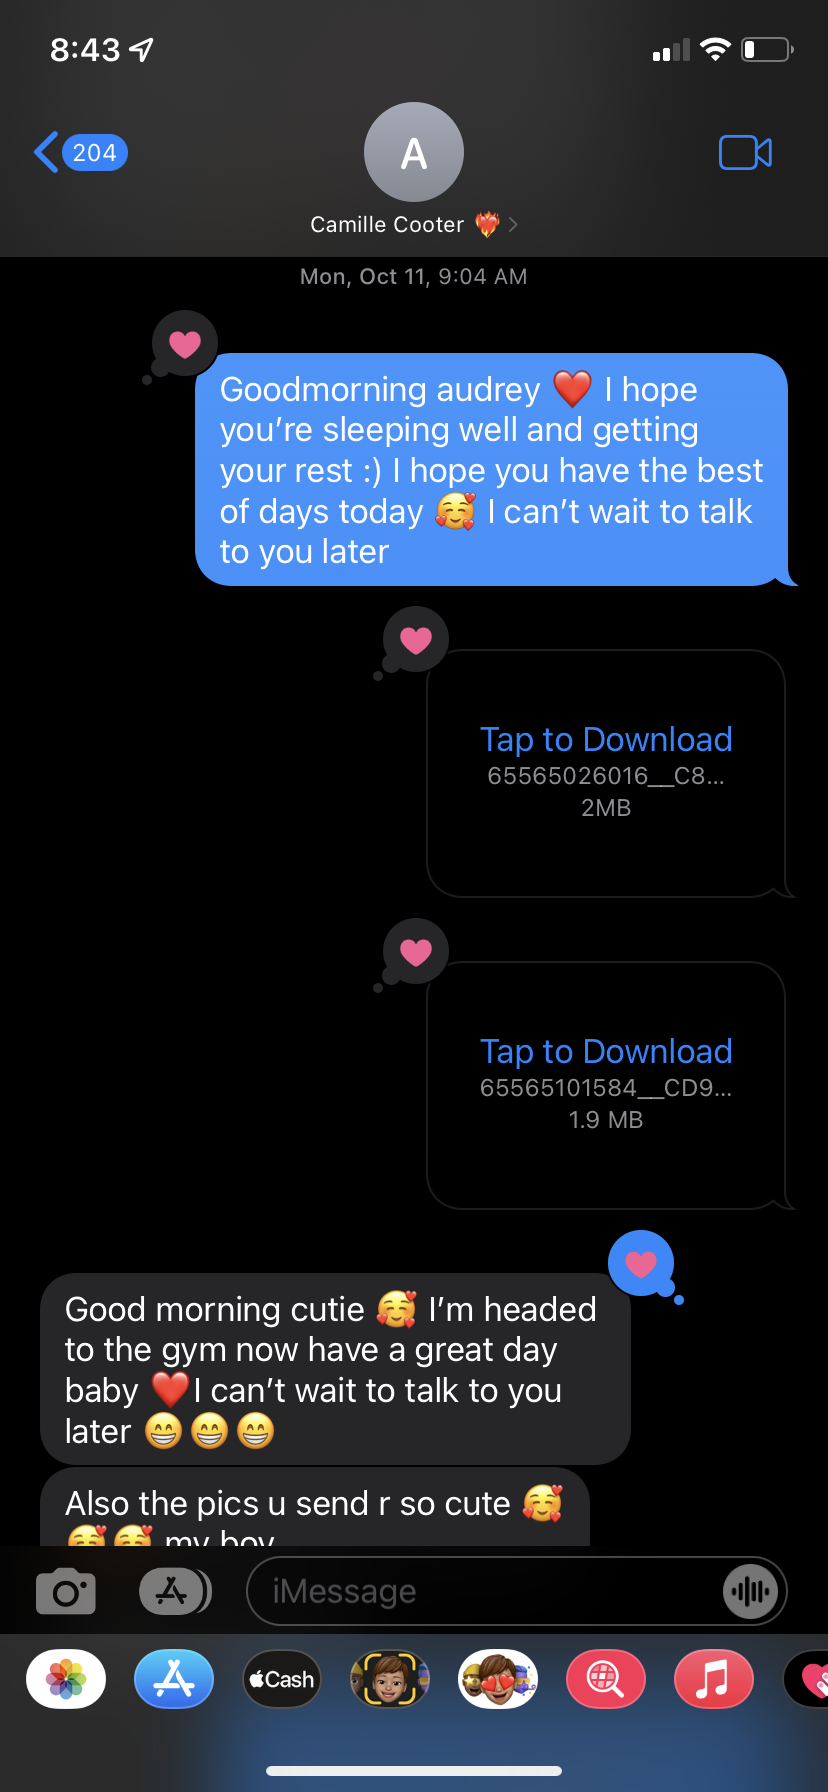 8:43
204
A
Camille Cooter ❤️‍🔥 >
Mon, Oct 11, 9:04 AM
Goodmorning audrey ❤️ I hope
you’re sleeping well and getting
your rest :) I hope you have the best
of days today 🥰 I can’t wait to talk
to you later
Tap to Download
65565026016__C8...
2MB
Tap to Download
65565101584__CD9...
1.9 MB
Good morning cutie 🥰 I’m headed
to the gym now have a great day
baby ❤️I can’t wait to talk to you
later 😁😁😁
Also the pics u send r so cute 🥰
🥰🥰 my boy
iMessage
Cash